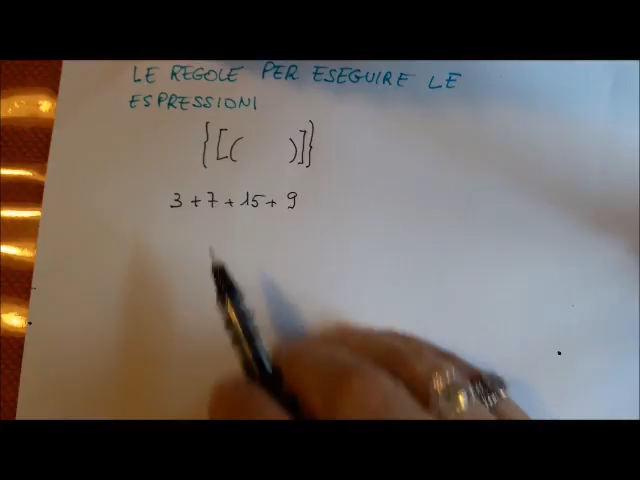 LE REGOLE PER ESEGUIRE LE
ESPRESSIONI
{[( )]}
3 + 7 + 15 + 9